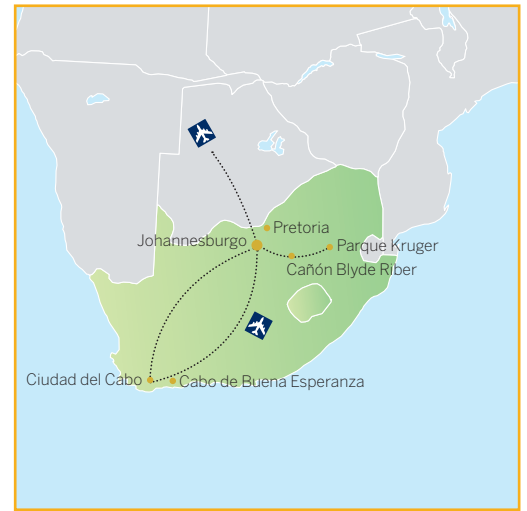 Pretoria
Johannesburgo
Parque Kruger
Cañón Blyde Riber
Ciudad del Cabo
Cabo de Buena Esperanza